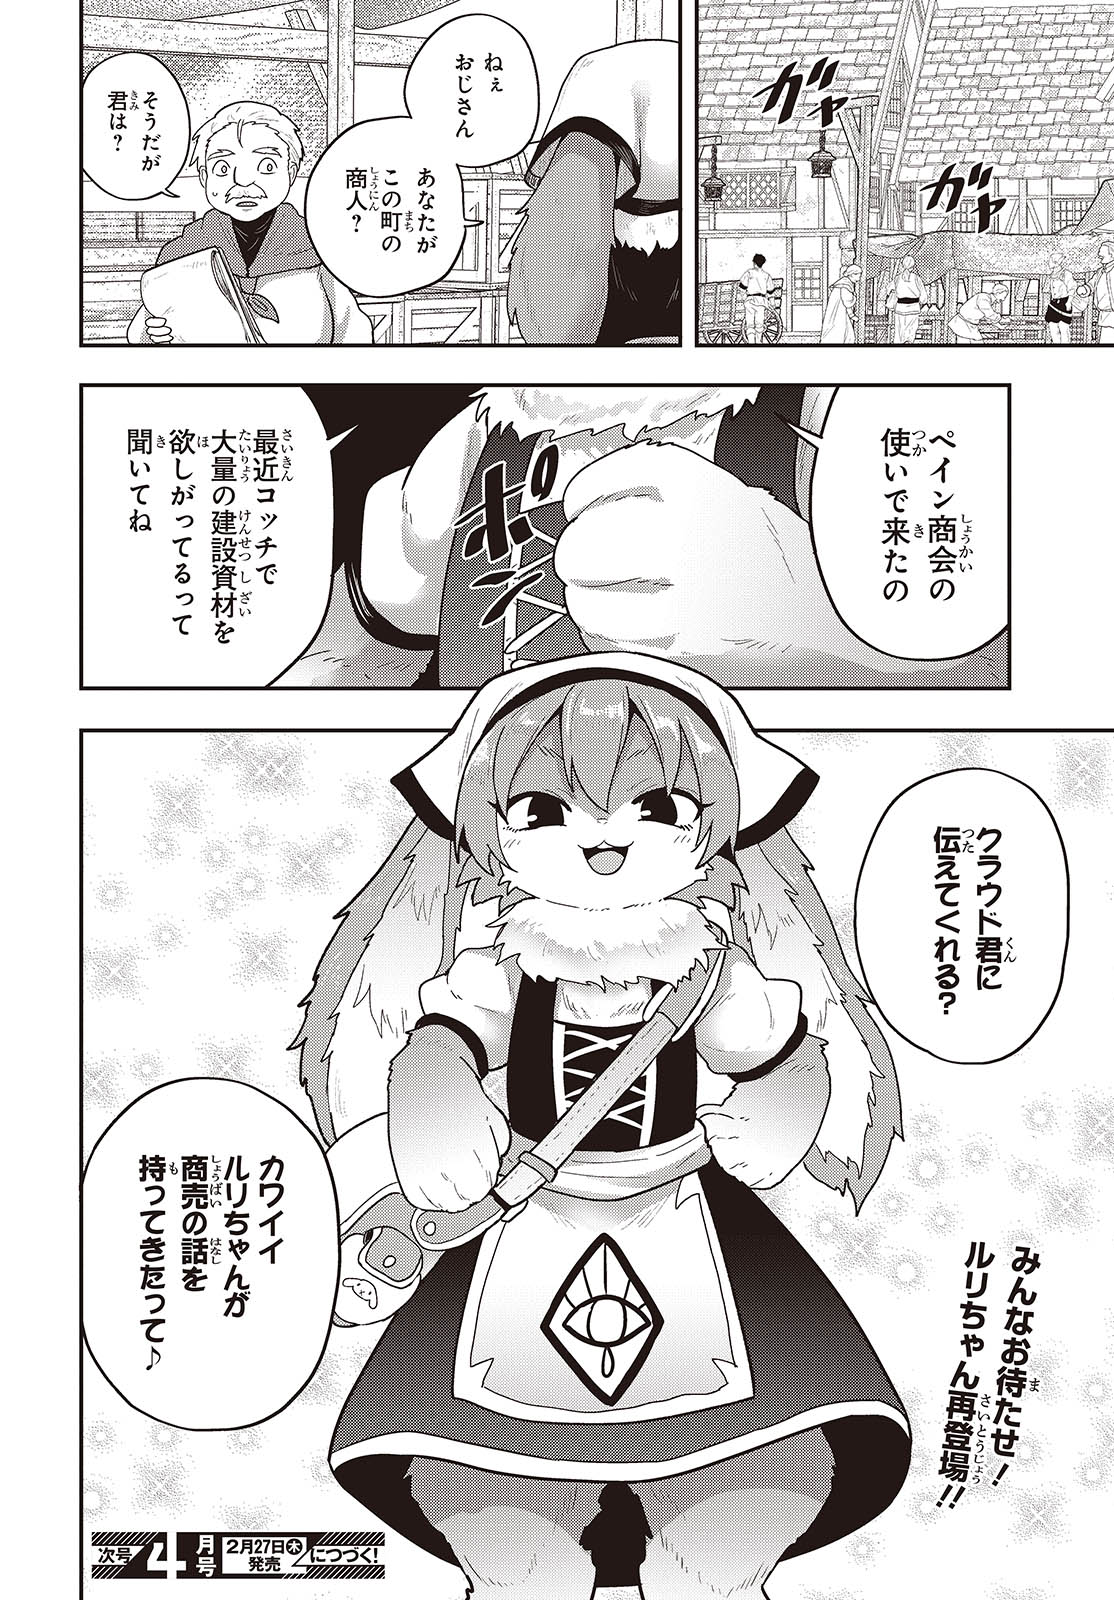 ガヤ
ガヤ
ねぇ
おじさん
あなたが
この町の
商人?
そうだが
君は?
ペイン商会の
使いで来たの
ポリ
ポリ
最近コッチで
大量の建設資材を
欲しがってるって
聞いてね
クラウド君に
伝えてくれる?
カワイイ
ルリちゃんが
商売の話を
持ってきたって♪
みんなお待たせ!
ルリちゃん再登場!!
次号4月号
2月27日木
発売
につづく!